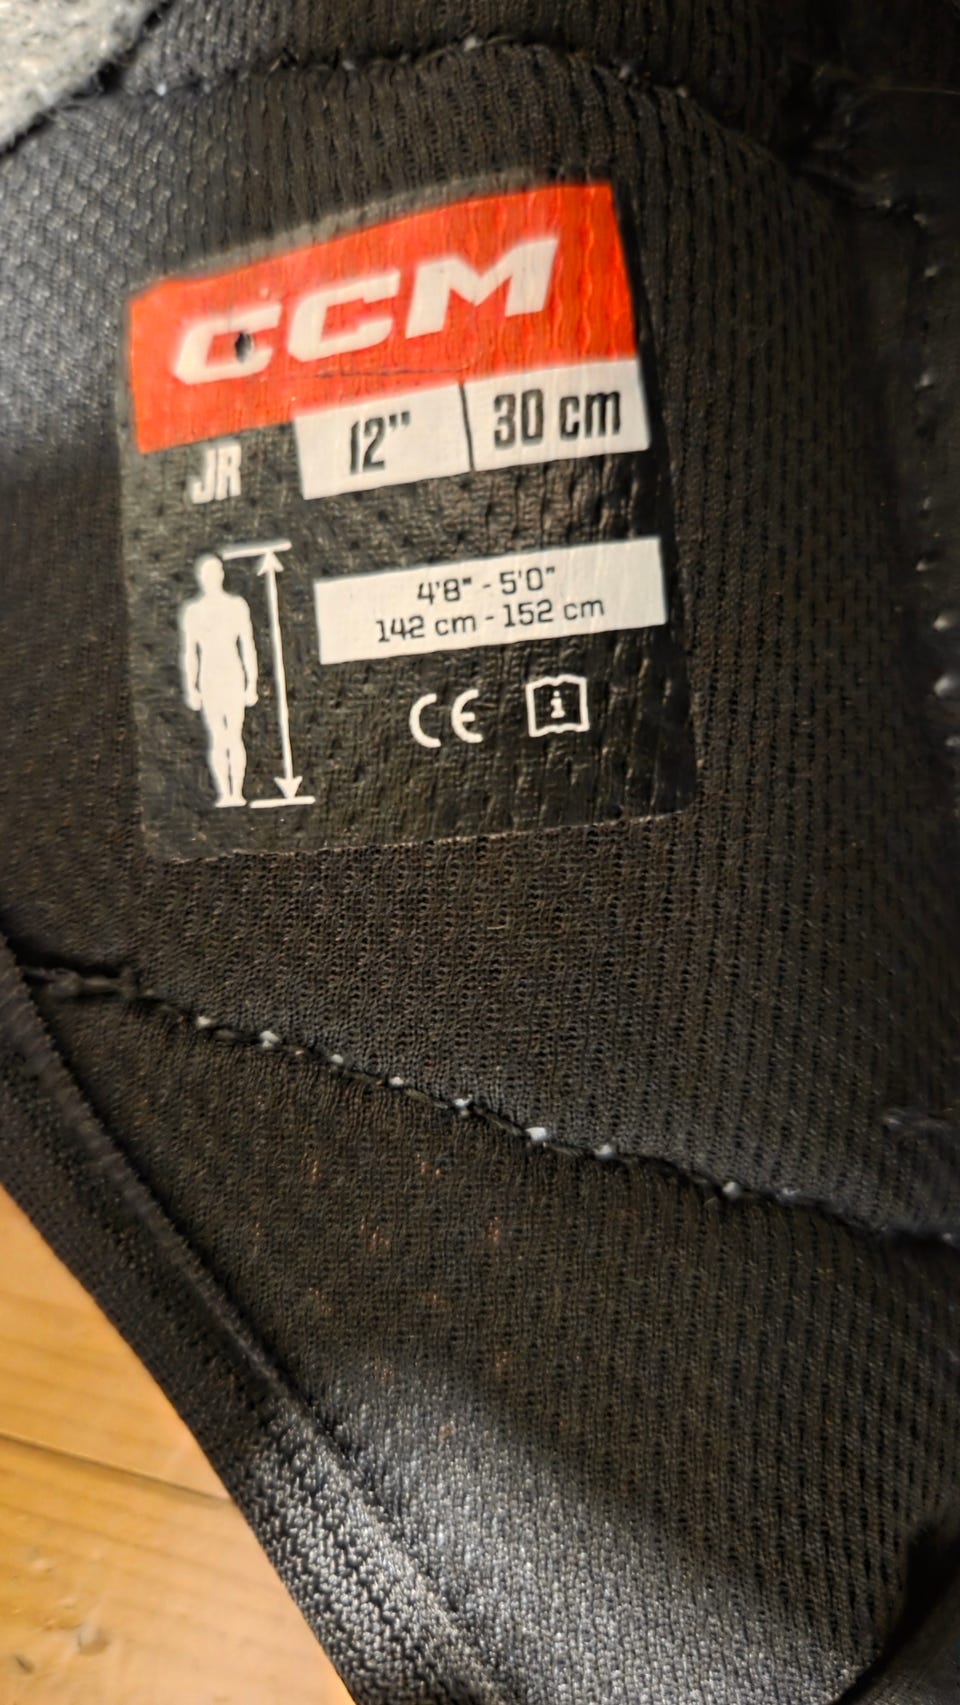 CCM
JR 12" 30 cm
4'8" - 5'0"
142 cm - 152 cm
CE i